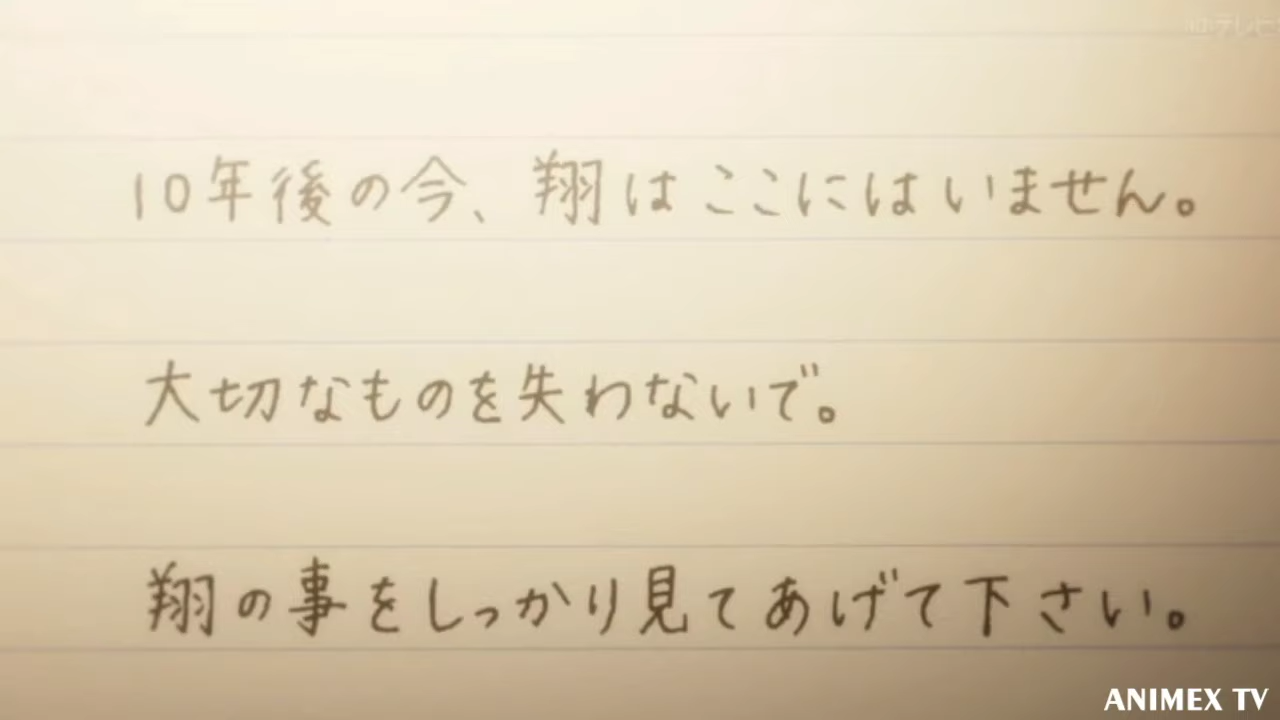 10年後の今、翔はここにはいません。
大切なものを失わないで。
翔の事をしっかり見てあげて下さい。
ANIMEX TV